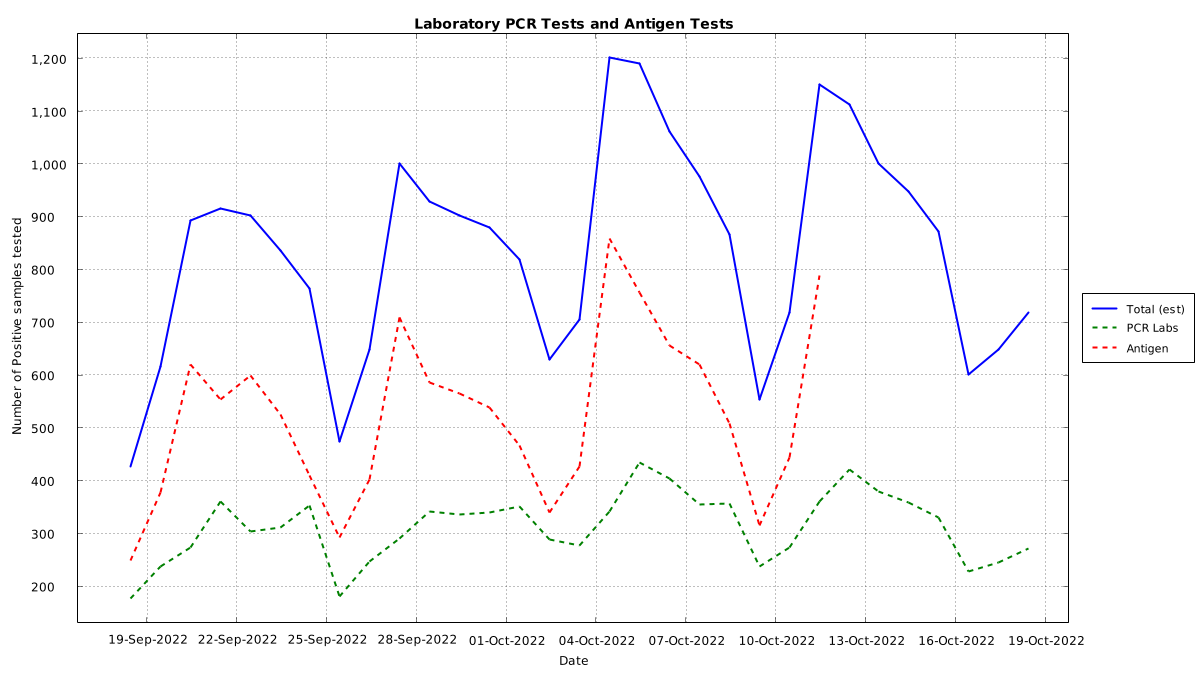 Laboratory PCR Tests and Antigen Tests
1,200
1,100
1,000
900
800
700
600
500
400
300
200
Number of Positive samples tested
19-Sep-2022 22-Sep-2022 25-Sep-2022 28-Sep-2022 01-Oct-2022 04-Oct-2022 07-Oct-2022 10-Oct-2022 13-Oct-2022 16-Oct-2022 19-Oct-2022
Date
Total (est)
PCR Labs
Antigen